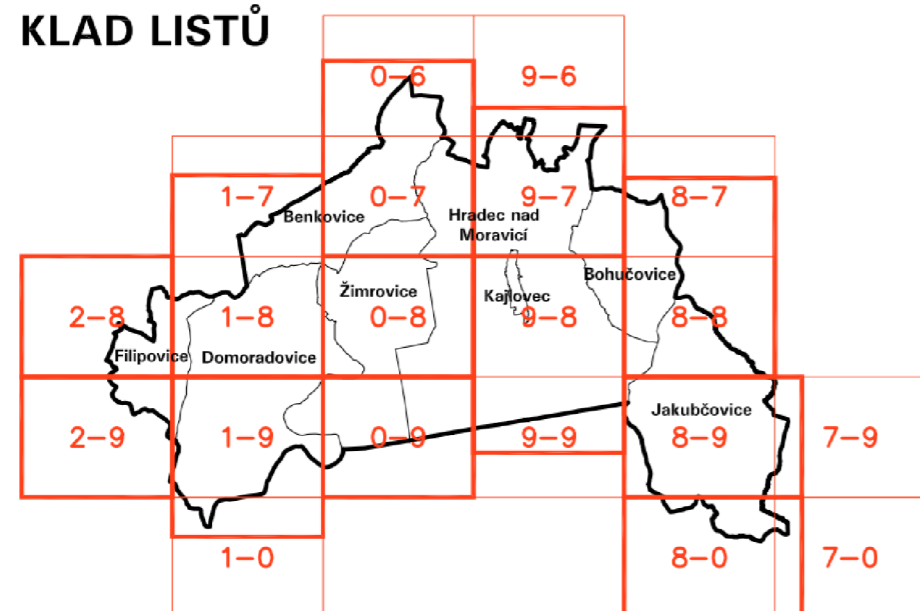 KLAD LISTŮ
0-6
9-6
1-7
0-7
9-7
8-7
Benkovice
Hradec nad
Moravicí
Bohučovice
Žimrovice
Kajlovec
2-8
1-8
0-8
9-8
8-8
Filipovice
Domoradovice
Jakubčovice
2-9
1-9
0-9
9-9
8-9
7-9
1-0
8-0
7-0